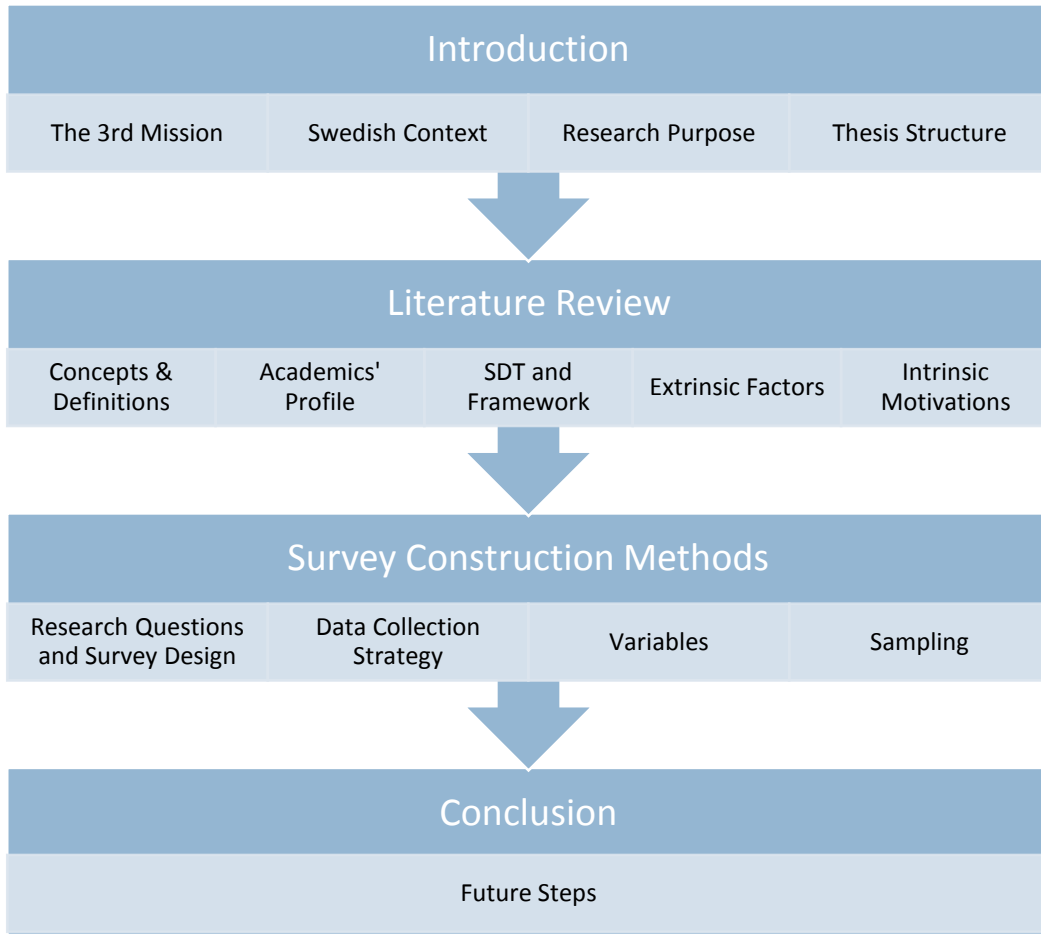 Introduction
The 3rd Mission
Swedish Context
Research Purpose
Thesis Structure
Literature Review
Concepts &
Definitions
Academics'
Profile
SDT and
Framework
Extrinsic Factors
Intrinsic
Motivations
Survey Construction Methods
Research Questions
and Survey Design
Data Collection
Strategy
Variables
Sampling
Conclusion
Future Steps